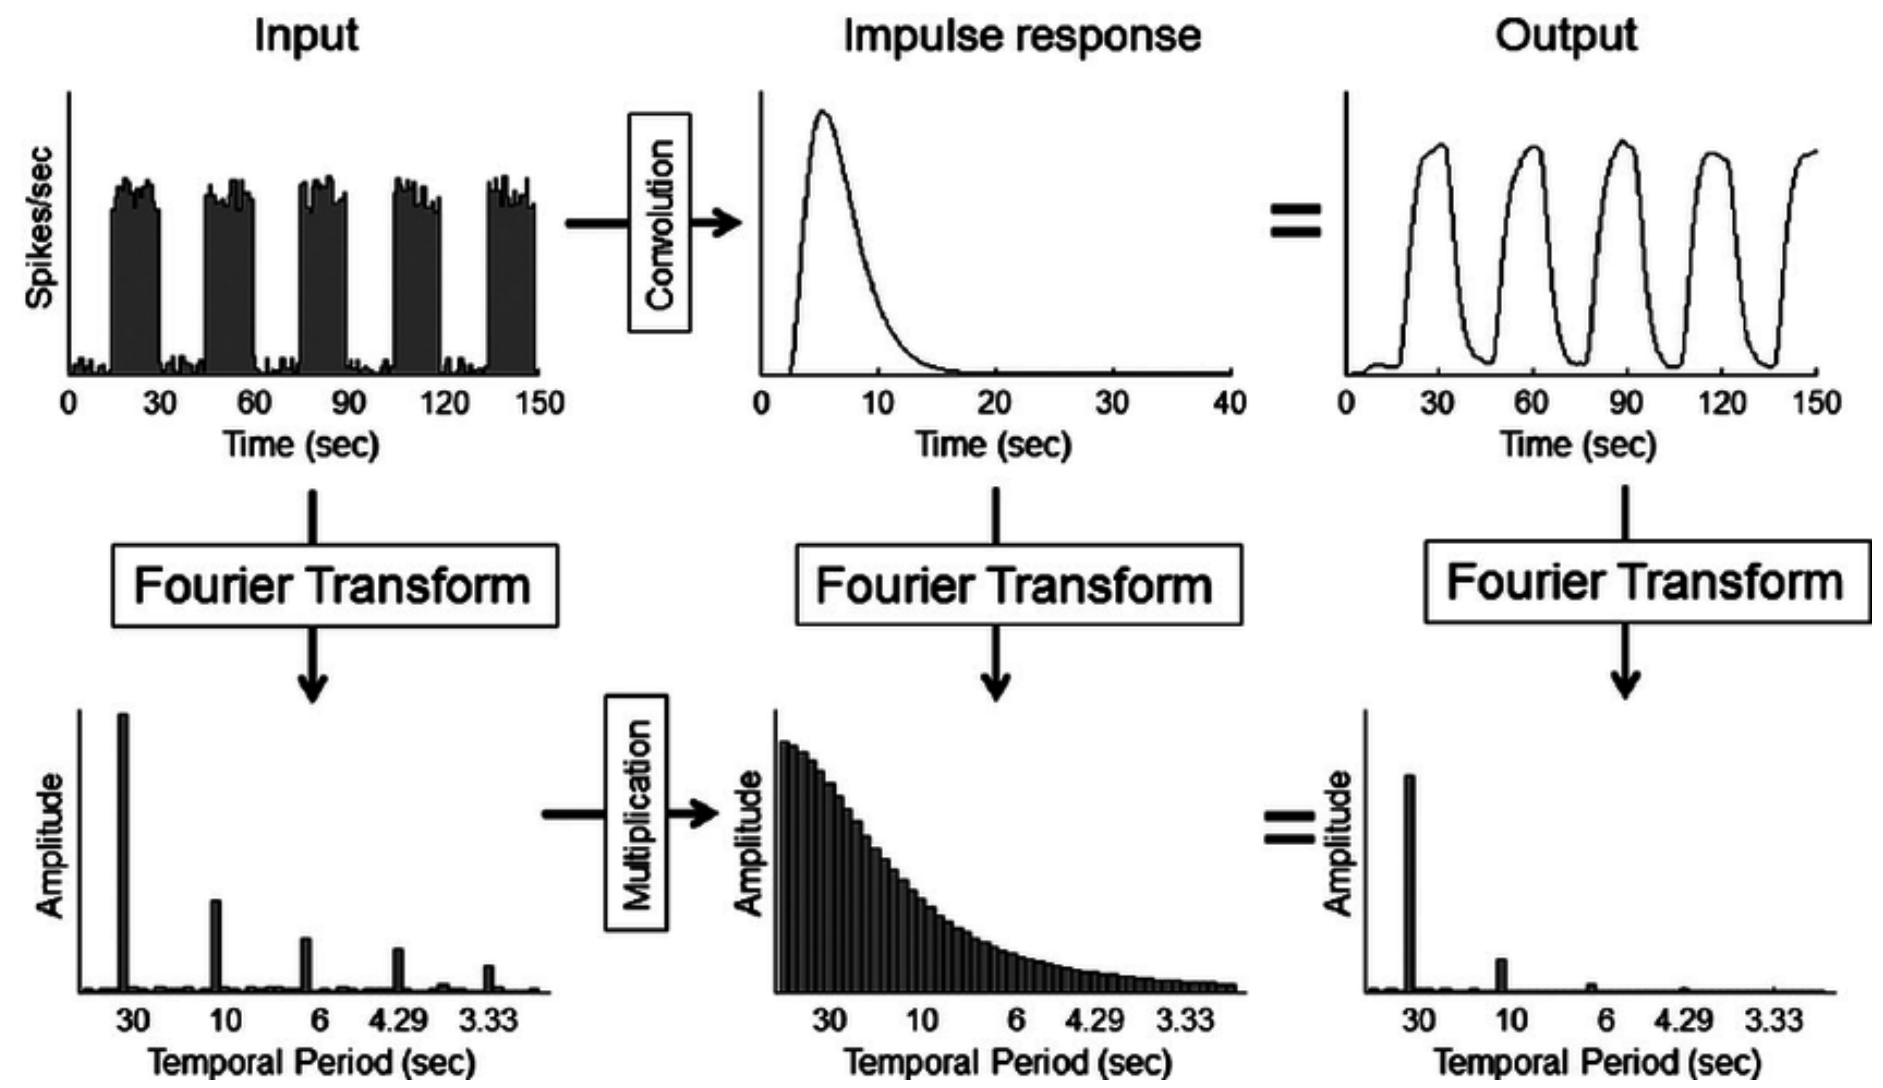 Input
Impulse response
Output
Spikes/sec
0 30 60 90 120 150
Time (sec)
Convolution
0 10 20 30 40
Time (sec)
=
0 30 60 90 120 150
Time (sec)
Fourier Transform
Fourier Transform
Fourier Transform
Amplitude
30 10 6 4.29 3.33
Temporal Period (sec)
Multiplication
Amplitude
30 10 6 4.29 3.33
Temporal Period (sec)
=
Amplitude
30 10 6 4.29 3.33
Temporal Period (sec)